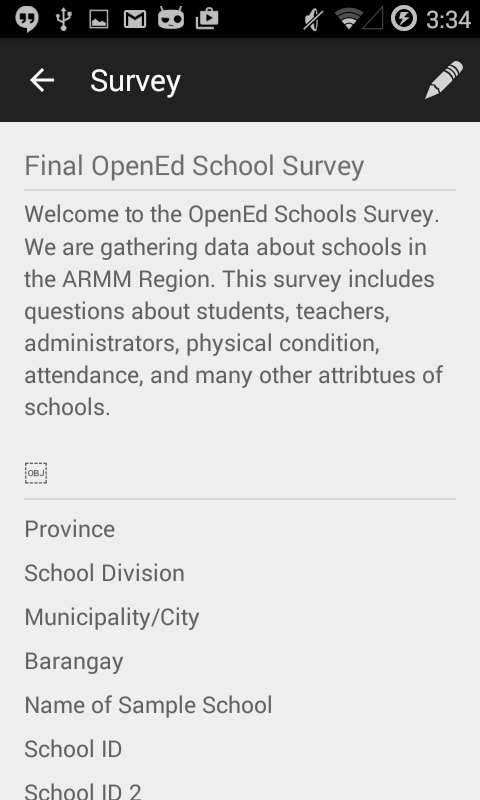 3:34
Survey
Final OpenEd School Survey
Welcome to the OpenEd Schools Survey.
We are gathering data about schools in
the ARMM Region. This survey includes
questions about students, teachers,
administrators, physical condition,
attendance, and many other attribtues of
schools.
OBJ
Province
School Division
Municipality/City
Barangay
Name of Sample School
School ID
School ID 2